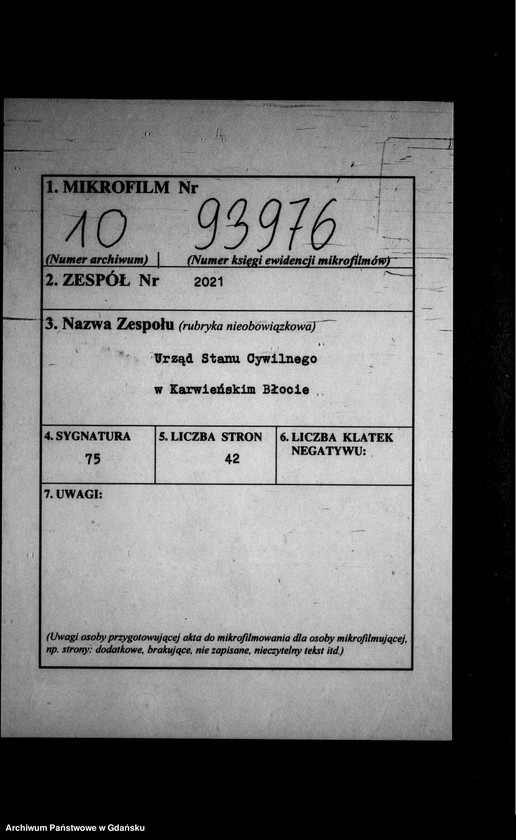 1. MIKROFILM Nr
10 93976
(Numer archiwum) (Numer księgi ewidencji mikrofilmów)
2. ZESPÓŁ Nr 2021
3. Nazwa Zespołu (rubryka nieobowiązkowa)
Urząd Stanu Cywilnego
w Karwieńskim Błocie
4. SYGNATURA 5. LICZBA STRON 6. LICZBA KLATEK
NEGATYWU:
75 42
7. UWAGI:
(Uwagi osoby przygotowującej akta do mikrofilmowania dla osoby mikrofilmującej,
np. strony: dodatkowe, brakujące, nie zapisane, nieczytelny tekst itd.)
Archiwum Państwowe w Gdańsku